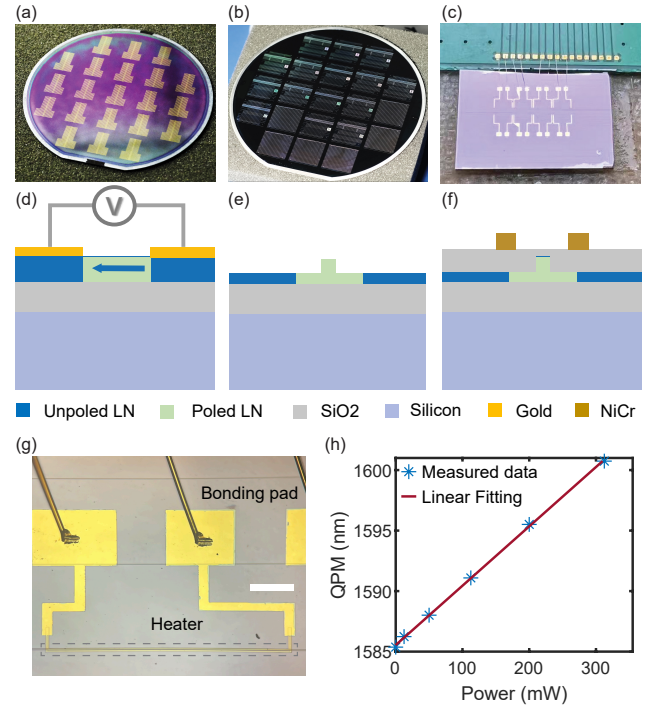 (a)
(b)
(c)
(d)
(e)
(f)
V
Unpoled LN
Poled LN
SiO2
Silicon
Gold
NiCr
(g)
Bonding pad
Heater
(h)
1600
1595
1590
1585
QPM (nm)
Measured data
Linear Fitting
0
100
200
300
Power (mW)